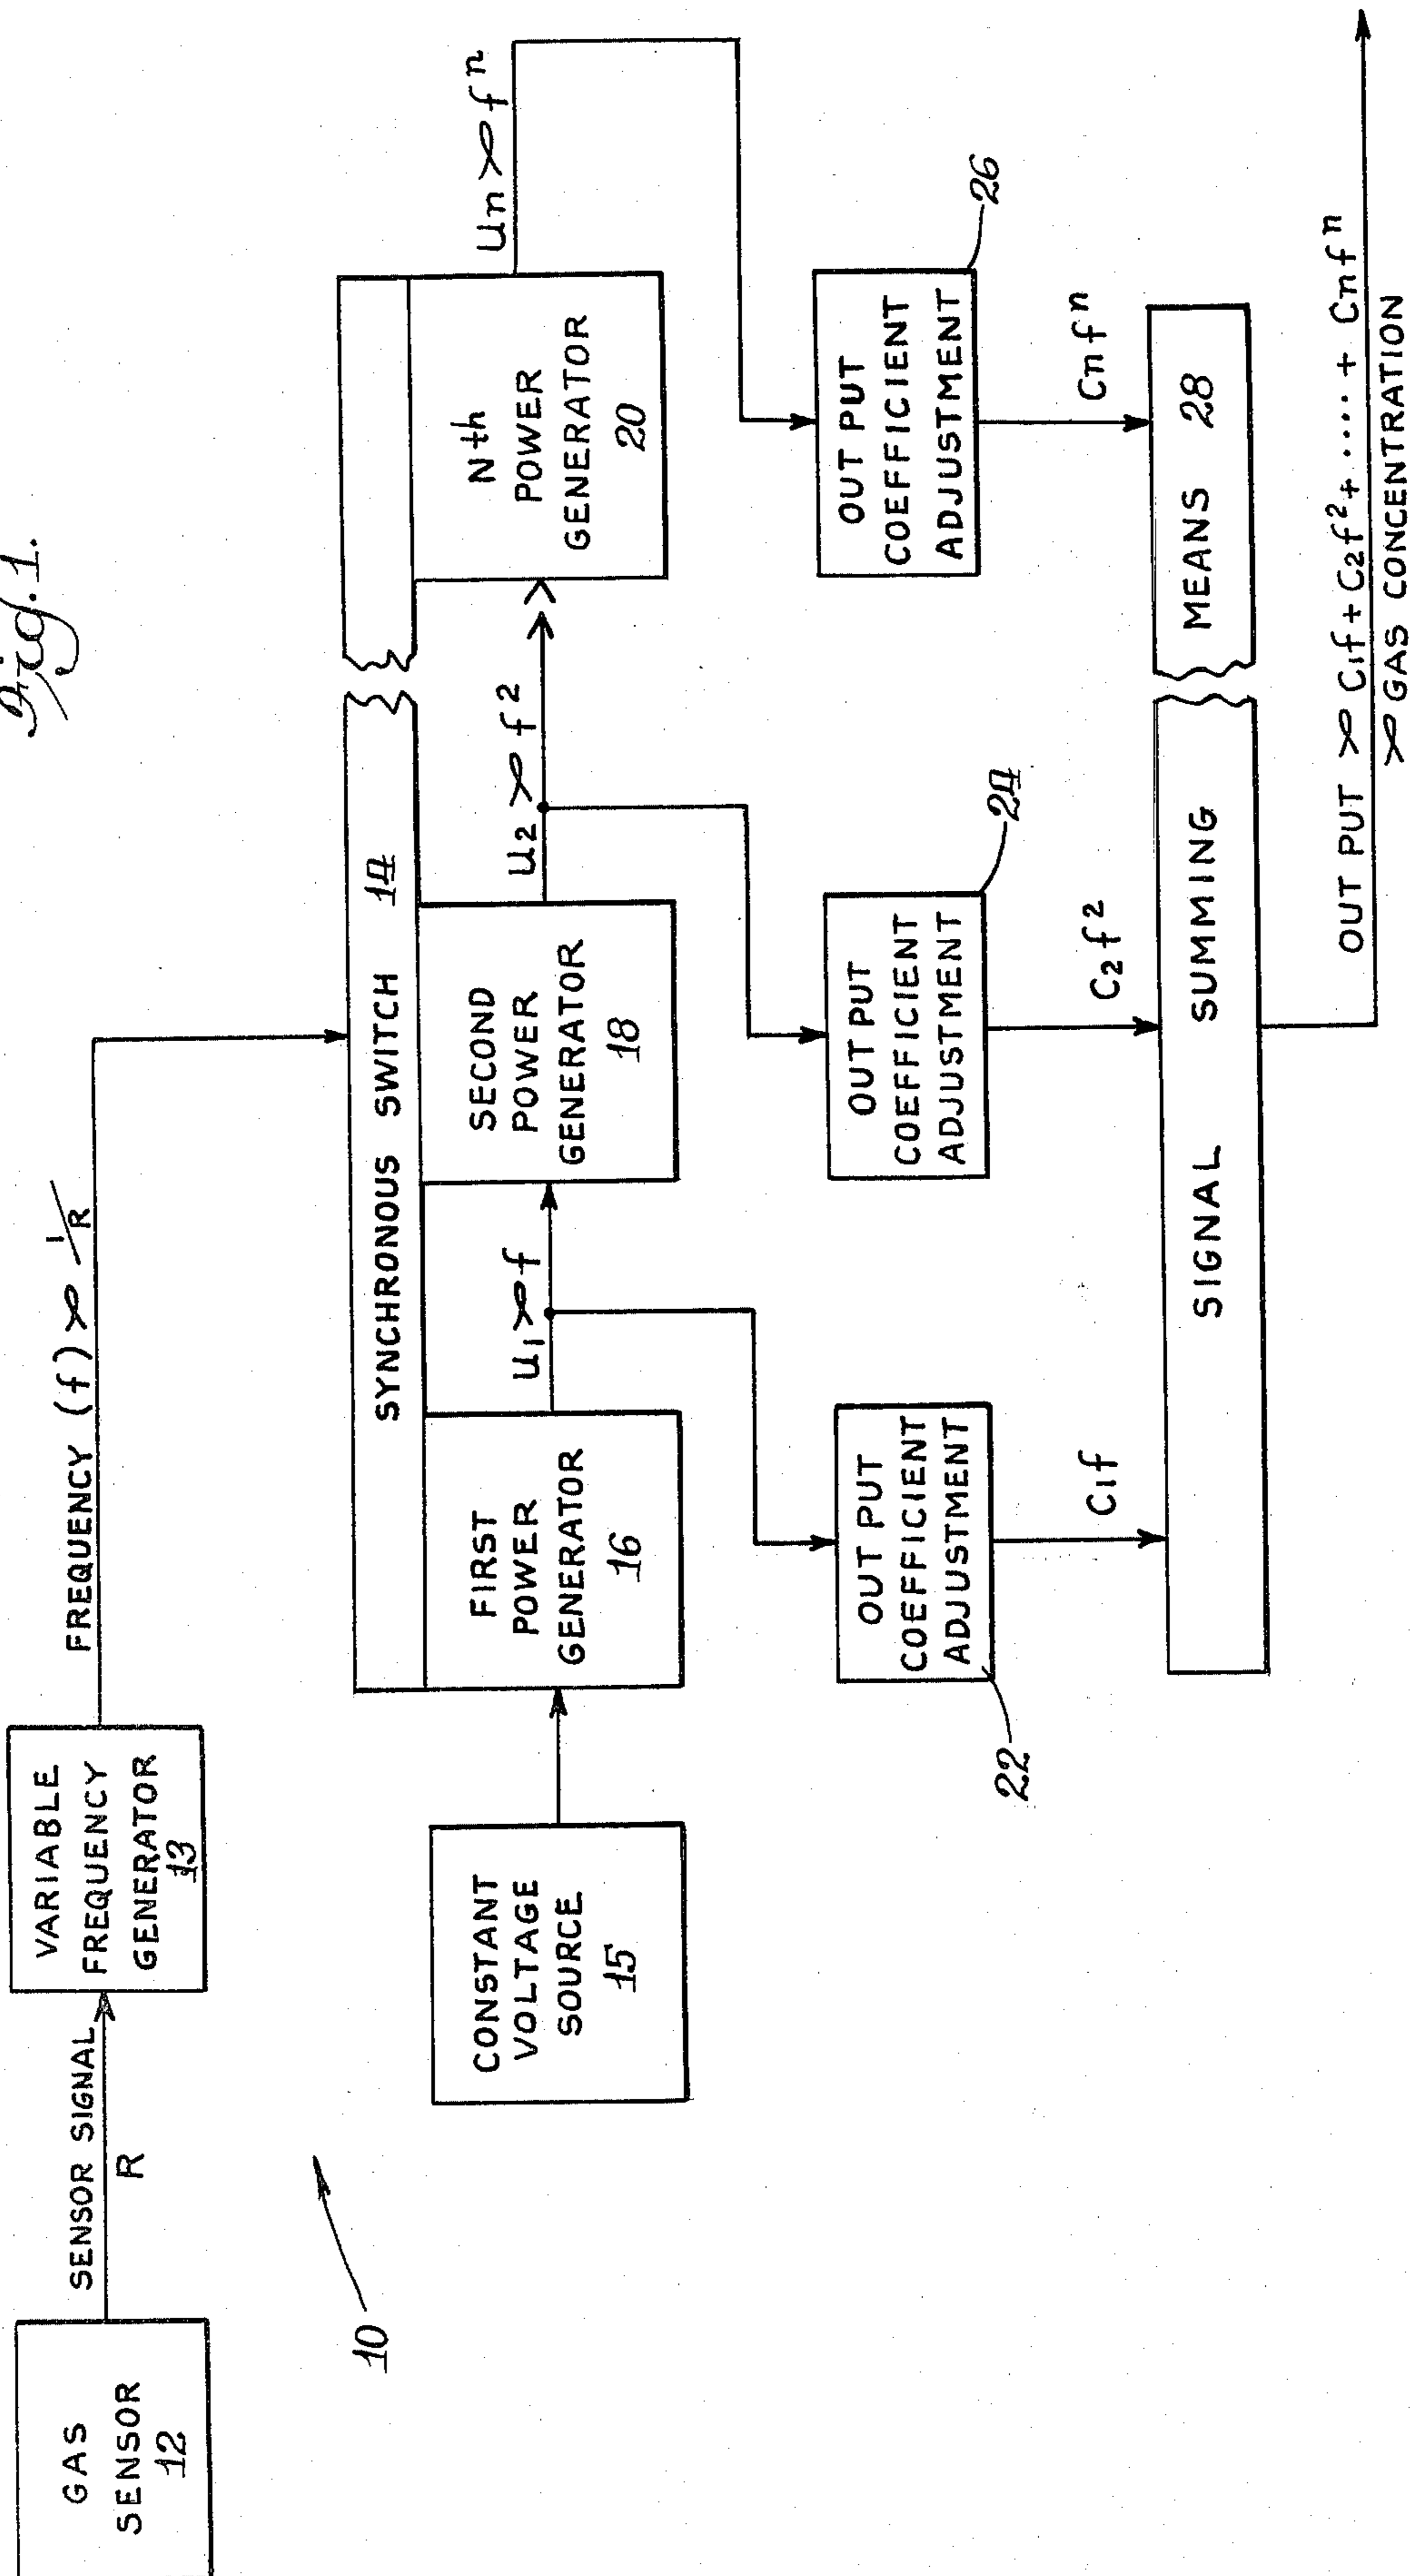 Fig. 1.
GAS
SENSOR
12
SENSOR SIGNAL
R
VARIABLE
FREQUENCY
GENERATOR
13
FREQUENCY (f) ∝ 1/R
10
SYNCHRONOUS SWITCH 14
CONSTANT
VOLTAGE
SOURCE
15
FIRST
POWER
GENERATOR
16
u₁ ∝ f
SECOND
POWER
GENERATOR
18
u₂ ∝ f²
Nth
POWER
GENERATOR
20
un ∝ fⁿ
OUT PUT
COEFFICIENT
ADJUSTMENT
22
OUT PUT
COEFFICIENT
ADJUSTMENT
24
OUT PUT
COEFFICIENT
ADJUSTMENT
26
C₁f
C₂f²
Cnfⁿ
SIGNAL SUMMING MEANS 28
OUT PUT ∝ C₁f + C₂f² + .... + Cnfⁿ
∝ GAS CONCENTRATION